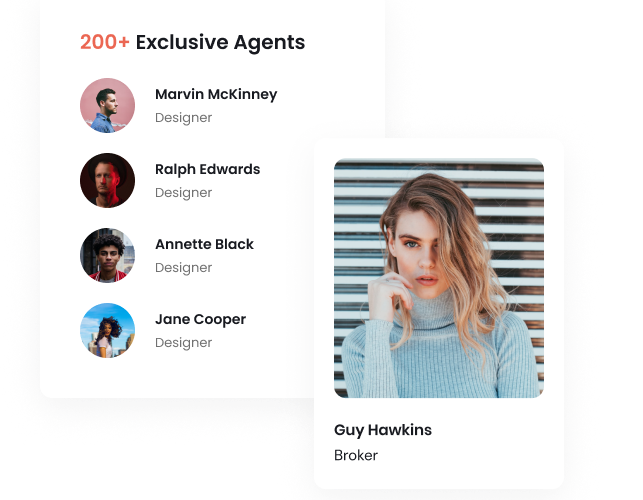 200+ Exclusive Agents
Marvin McKinney
Designer
Ralph Edwards
Designer
Annette Black
Designer
Jane Cooper
Designer
Guy Hawkins
Broker